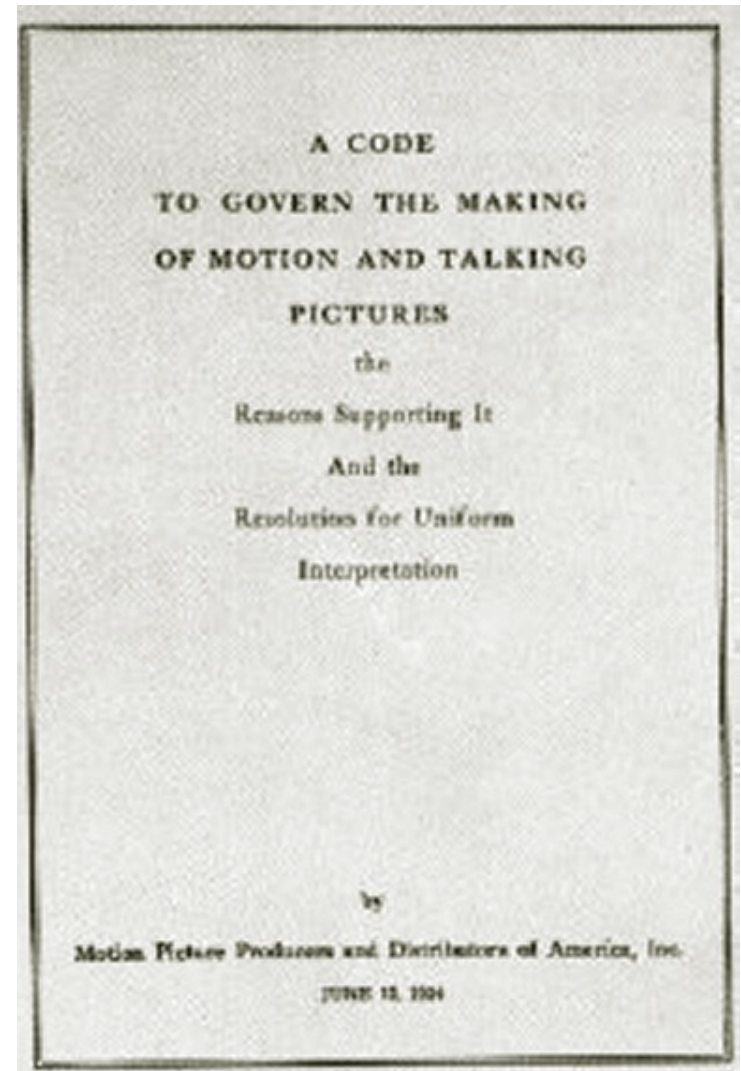 A CODE
TO GOVERN THE MAKING
OF MOTION AND TALKING
PICTURES
the
Reasons Supporting It
And the
Resolution for Uniform
Interpretation
by
Motion Picture Producers and Distributors of America, Inc.
JUNE 13, 1934